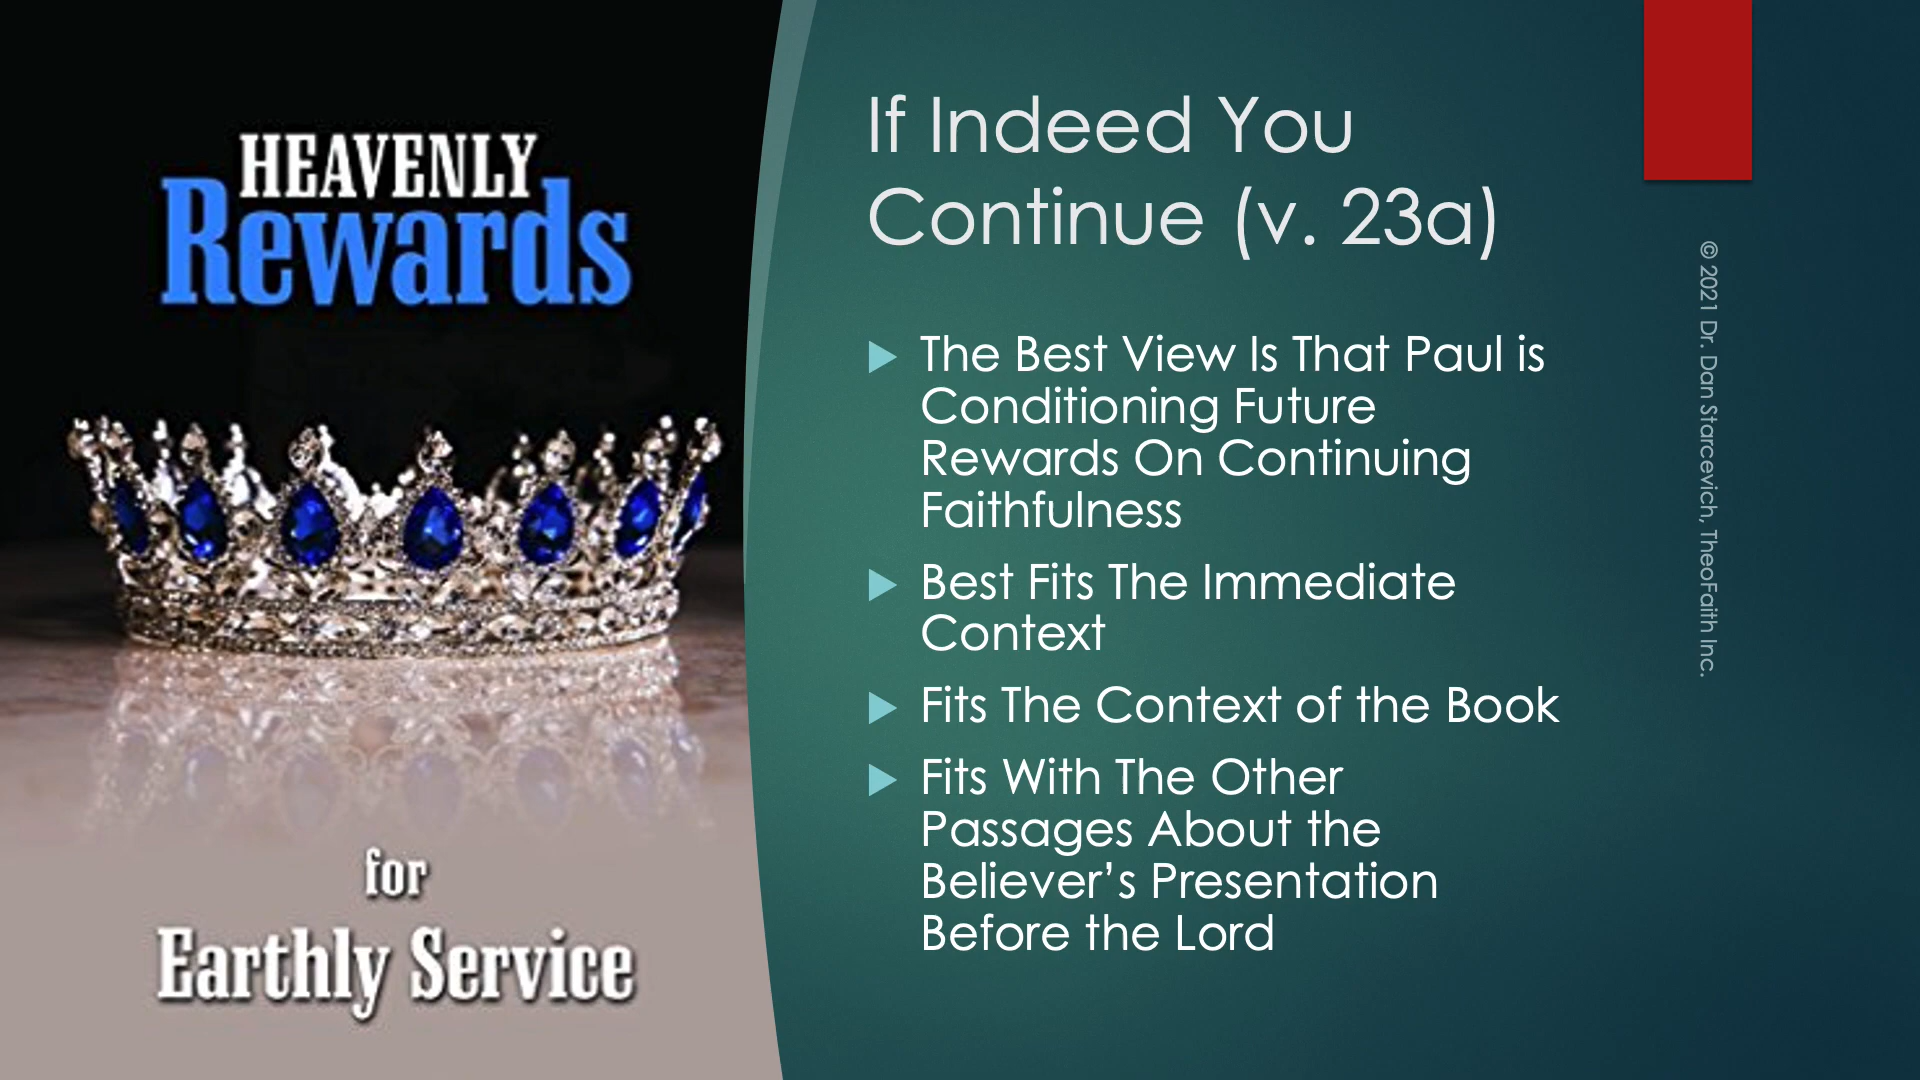 HEAVENLY
Rewards
for
Earthly Service
If Indeed You
Continue (v. 23a)
The Best View Is That Paul is
Conditioning Future
Rewards On Continuing
Faithfulness
Best Fits The Immediate
Context
Fits The Context of the Book
Fits With The Other
Passages About the
Believer’s Presentation
Before the Lord
© 2021 Dr. Dan Starcevich, TheoFaith Inc.